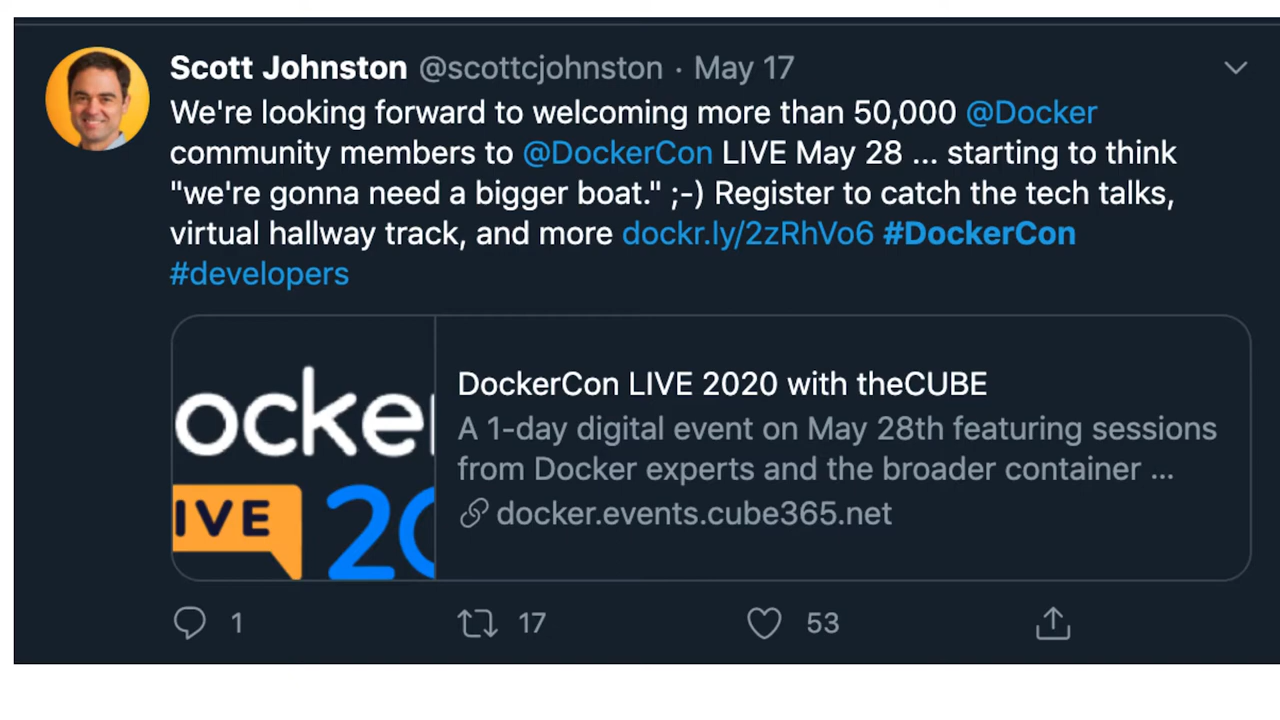 Scott Johnston @scottcjohnston · May 17
We're looking forward to welcoming more than 50,000 @Docker
community members to @DockerCon LIVE May 28 ... starting to think
"we're gonna need a bigger boat." ;-) Register to catch the tech talks,
virtual hallway track, and more dockr.ly/2zRhVo6 #DockerCon
#developers
ocker
IVE 20
DockerCon LIVE 2020 with theCUBE
A 1-day digital event on May 28th featuring sessions
from Docker experts and the broader container ...
docker.events.cube365.net
1 17 53